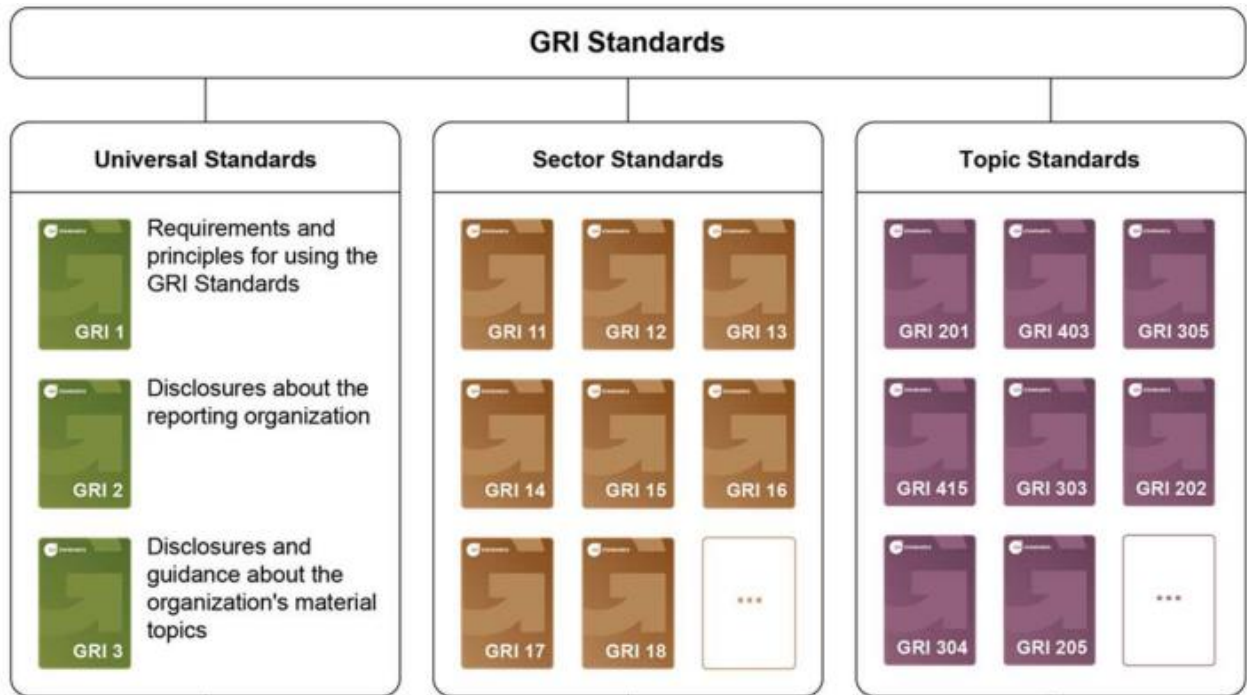 GRI Standards
Universal Standards
Requirements and
principles for using the
GRI Standards
GRI 1
Disclosures about the
reporting organization
GRI 2
Disclosures and
guidance about the
organization's material
topics
GRI 3
Sector Standards
GRI 11
GRI 12
GRI 13
GRI 14
GRI 15
GRI 16
GRI 17
GRI 18
...
Topic Standards
GRI 201
GRI 403
GRI 305
GRI 415
GRI 303
GRI 202
GRI 304
GRI 205
...